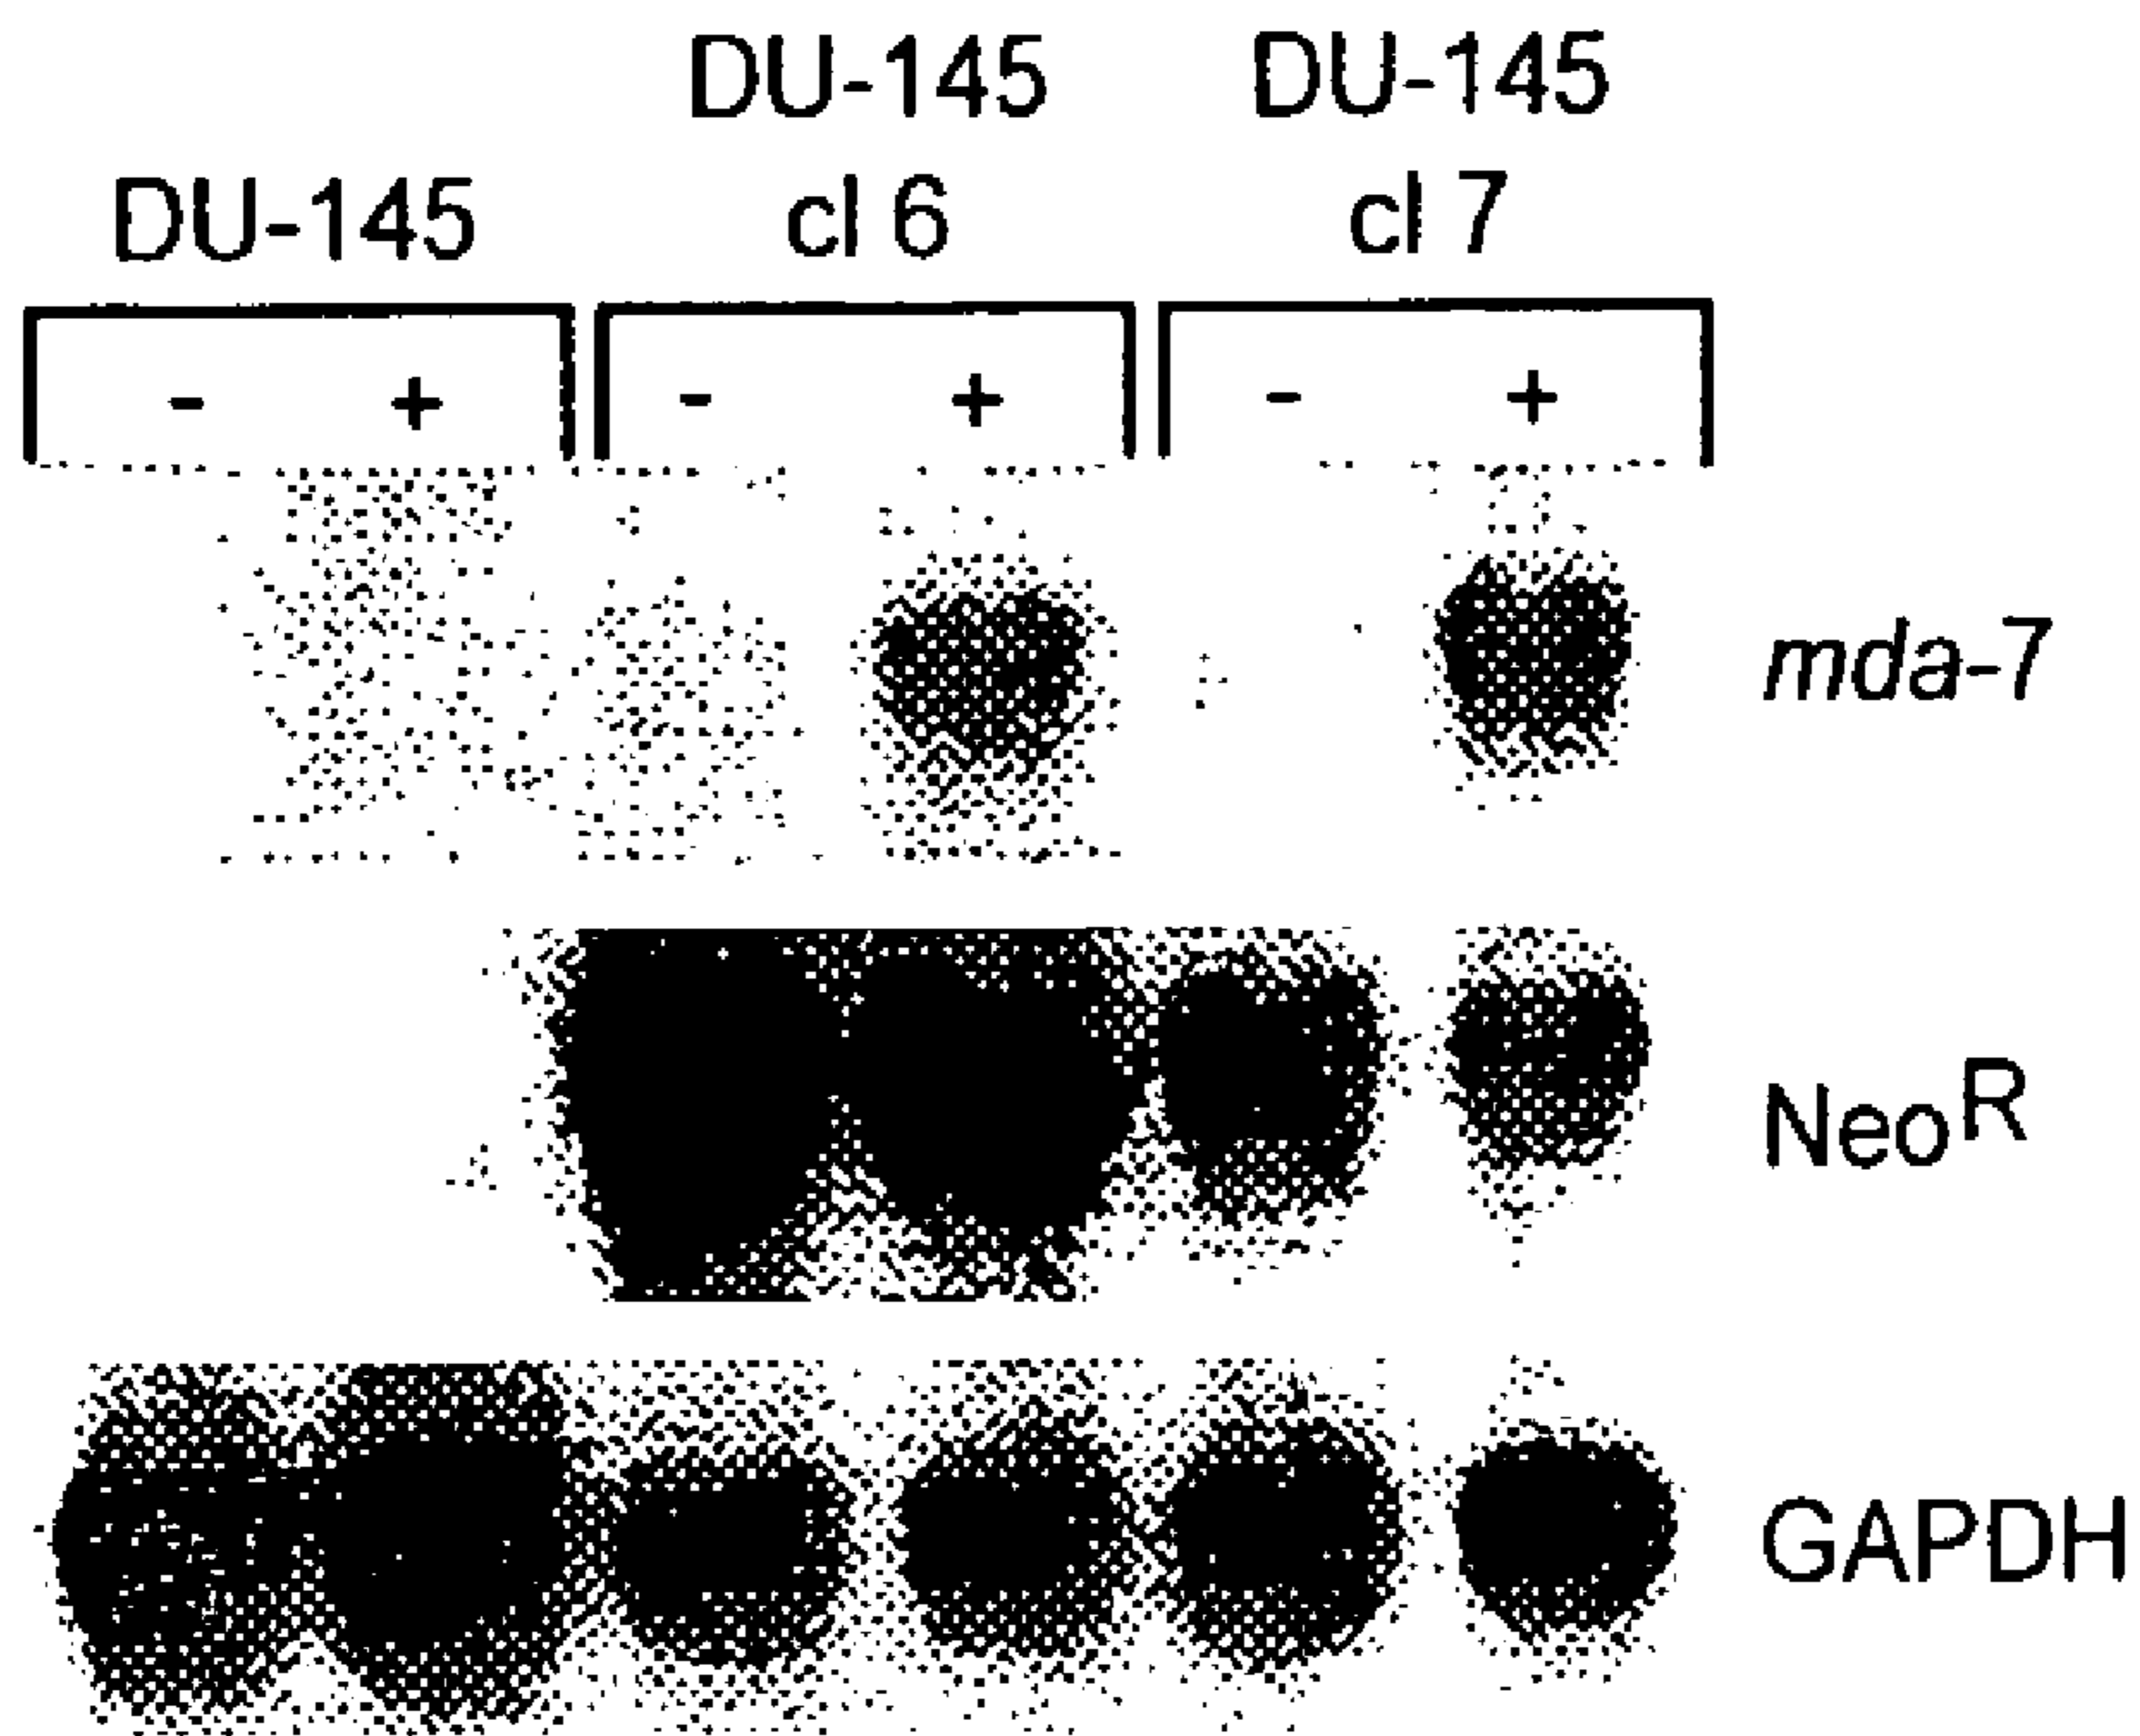 DU-145 DU-145
DU-145 cl 6 cl 7
- + - + - +
mda-7
NeoR
GAPDH